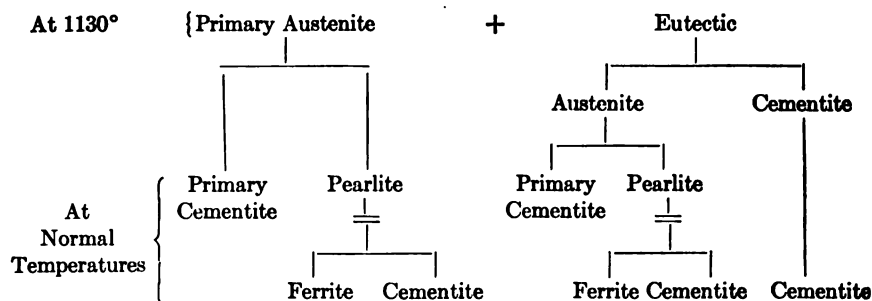 At 1130° {Primary Austenite + Eutectic
Austenite Cementite
Primary Pearlite Primary Pearlite
Cementite Cementite
At
Normal
Temperatures
Ferrite Cementite Ferrite Cementite Cementite